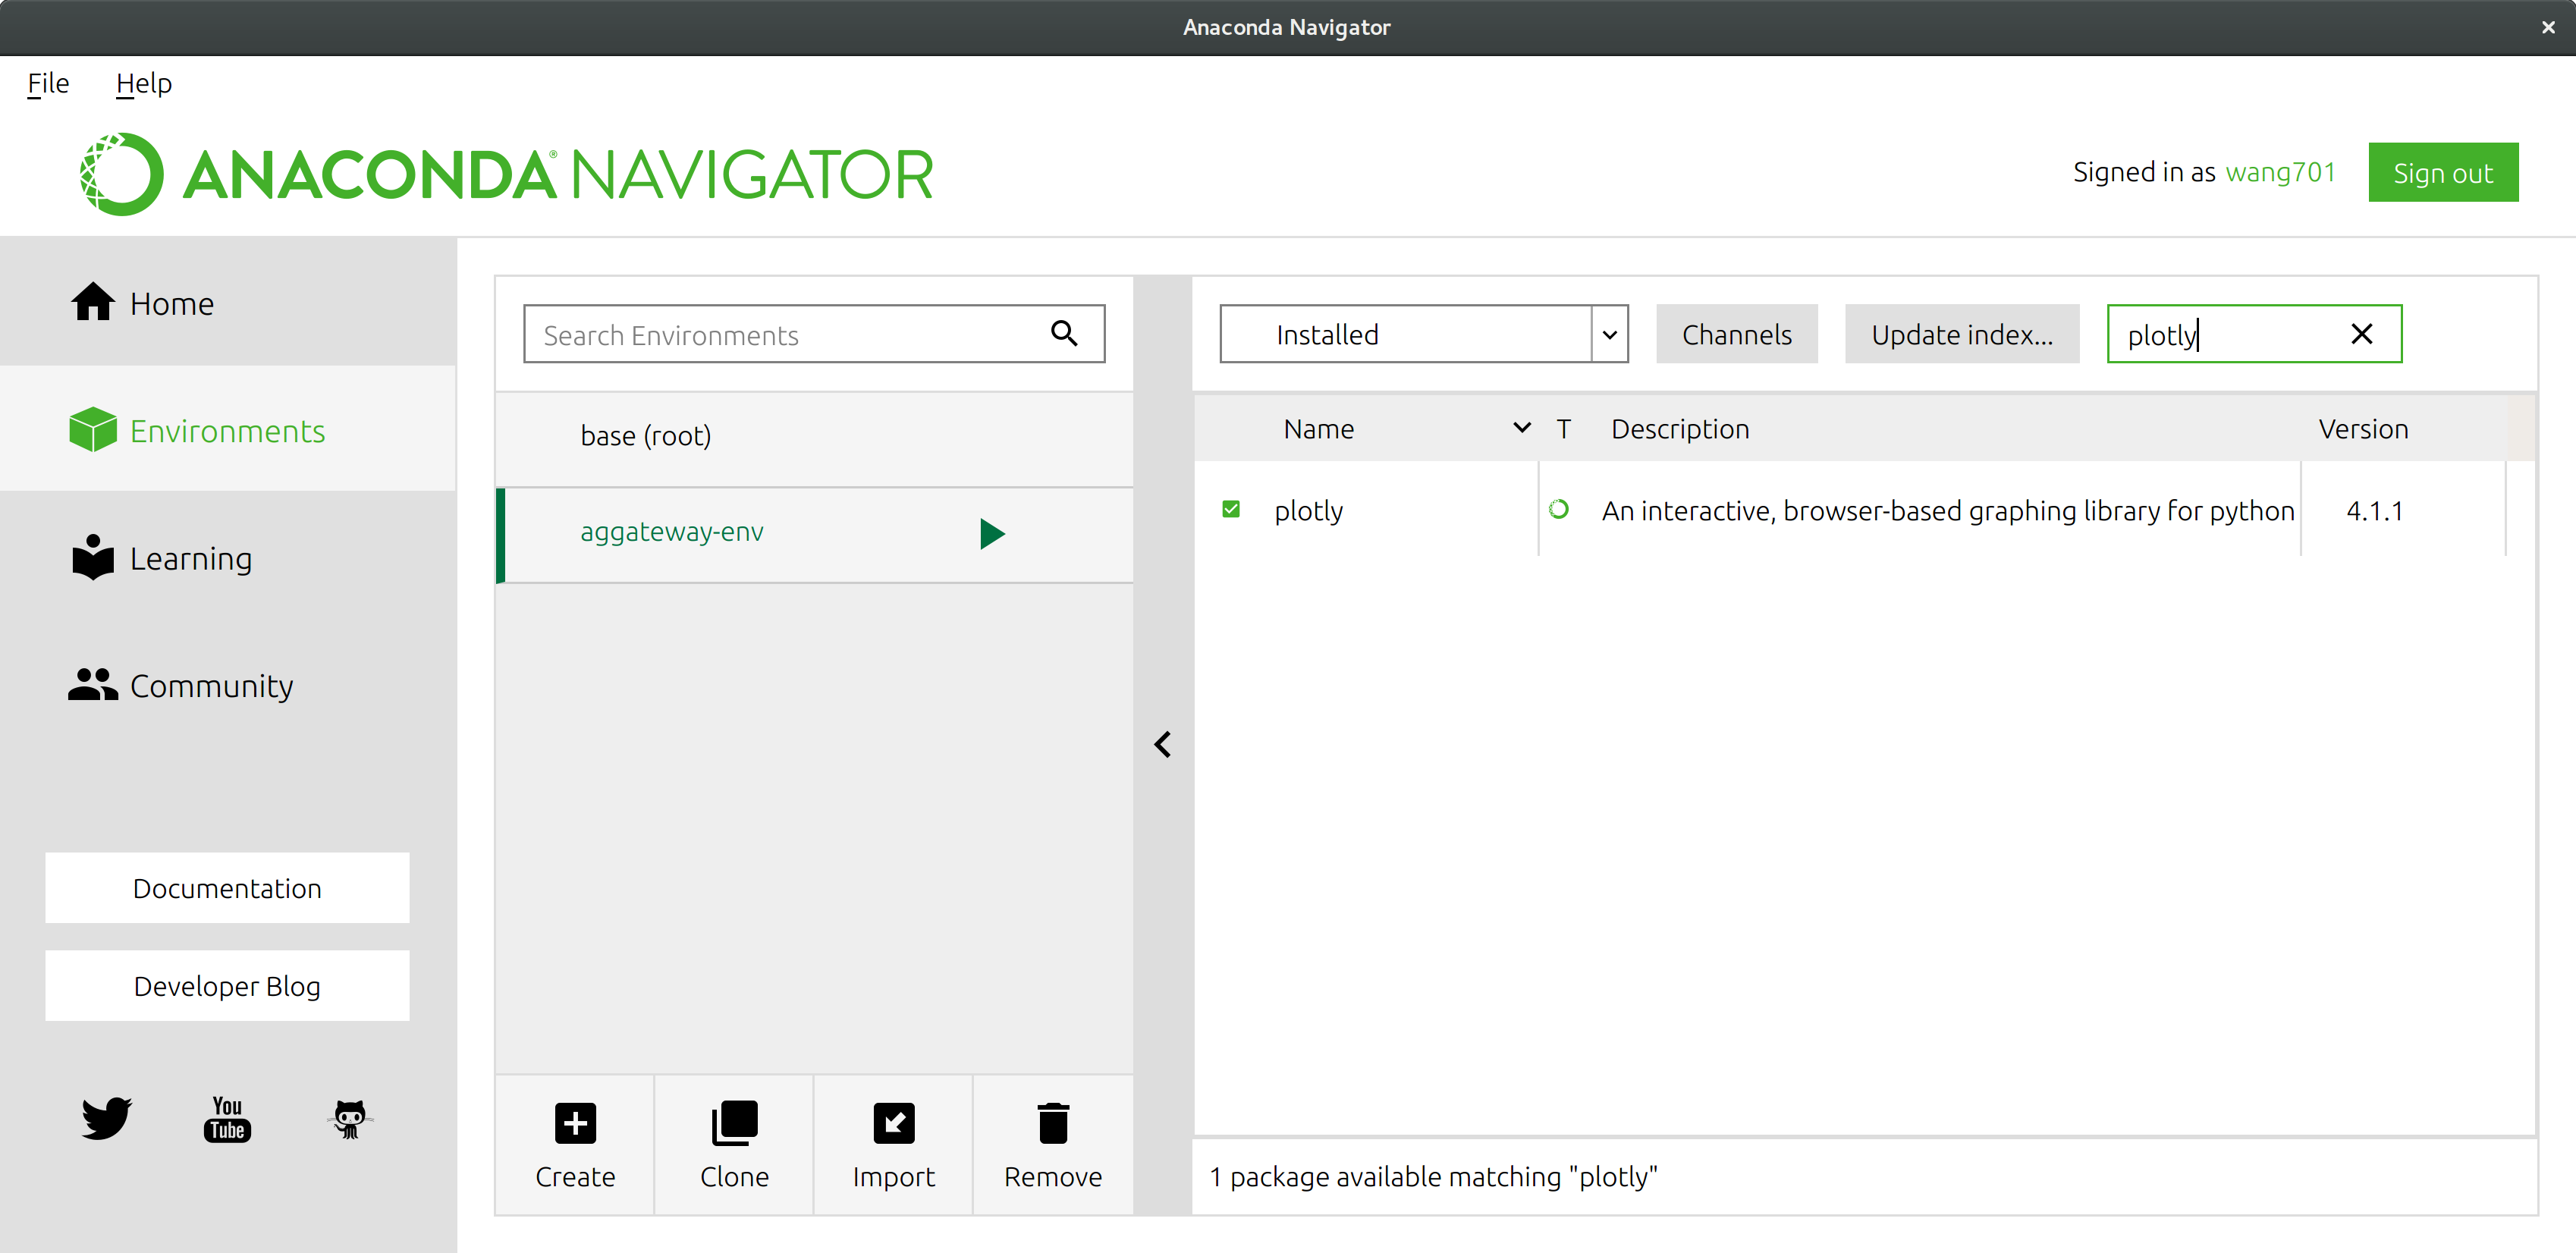 Anaconda Navigator
File Help
ANACONDA® NAVIGATOR
Signed in as wang701 Sign out
Home
Environments
Learning
Community
Documentation
Developer Blog
You
Tube
Search Environments
base (root)
aggateway-env
Create Clone Import Remove
Installed Channels Update index... plotly
Name T Description Version
plotly An interactive, browser-based graphing library for python 4.1.1
1 package available matching "plotly"